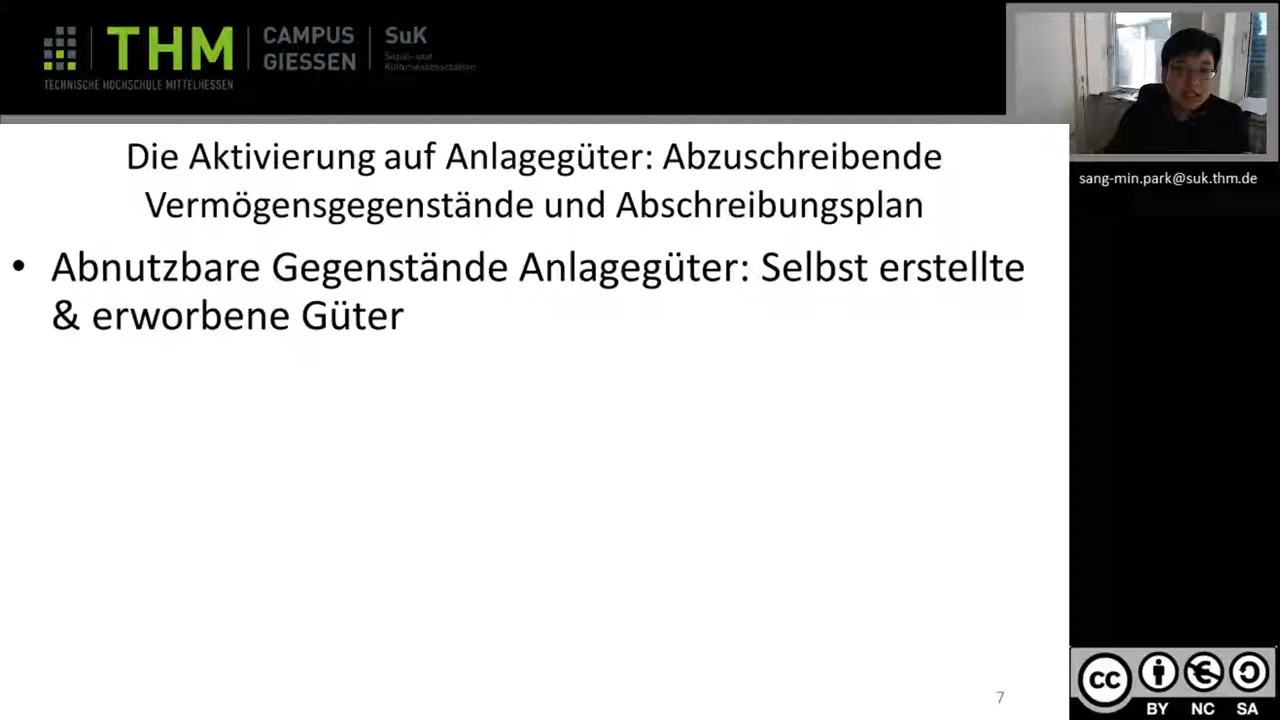 THM
CAMPUS
GIESSEN
SuK
Sozial- und
Kulturwissenschaften
TECHNISCHE HOCHSCHULE MITTELHESSEN
sang-min.park@suk.thm.de
Die Aktivierung auf Anlagegüter: Abzuschreibende
Vermögensgegenstände und Abschreibungsplan
• Abnutzbare Gegenstände Anlagegüter: Selbst erstellte
& erworbene Güter
7
cc
BY NC SA